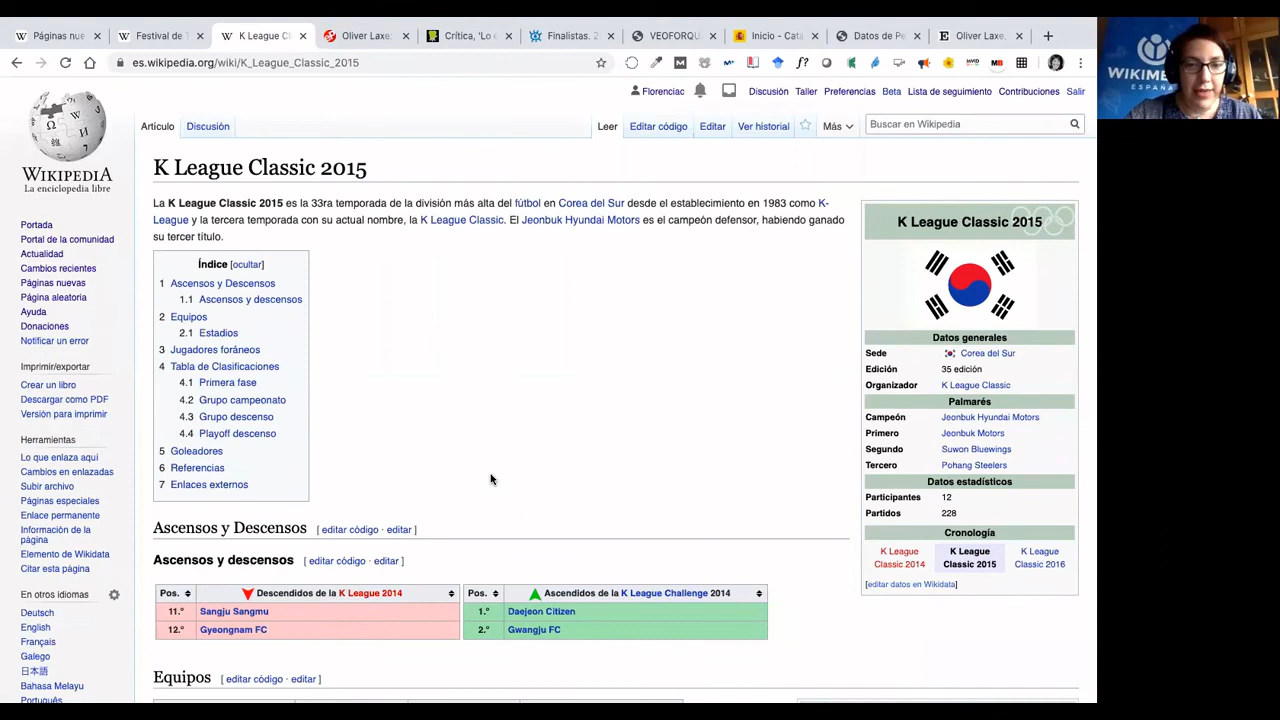 Páginas nue
Festival de T
K League Cl
Oliver Laxe:
Crítica, 'Lo
Finalistas. 2
VEOFORQU
Inicio - Cata
Datos de Pe
Oliver Laxe,
es.wikipedia.org/wiki/K_League_Classic_2015
WIKIME
ESPAÑA
Florenciac
Discusión
Taller
Preferencias
Beta
Lista de seguimiento
Contribuciones
Salir
Artículo
Discusión
Leer
Editar código
Editar
Ver historial
Más
Buscar en Wikipedia
WIKIPEDIA
La enciclopedia libre
Portada
Portal de la comunidad
Actualidad
Cambios recientes
Páginas nuevas
Página aleatoria
Ayuda
Donaciones
Notificar un error
Imprimir/exportar
Crear un libro
Descargar como PDF
Versión para imprimir
Herramientas
Lo que enlaza aquí
Cambios en enlazadas
Subir archivo
Páginas especiales
Enlace permanente
Información de la
página
Elemento de Wikidata
Citar esta página
En otros idiomas
Deutsch
English
Français
Galego
日本語
Bahasa Melayu
Português
K League Classic 2015
La K League Classic 2015 es la 33ra temporada de la división más alta del fútbol en Corea del Sur desde el establecimiento en 1983 como K-
League y la tercera temporada con su actual nombre, la K League Classic. El Jeonbuk Hyundai Motors es el campeón defensor, habiendo ganado
su tercer título.
Índice [ocultar]
1 Ascensos y Descensos
1.1 Ascensos y descensos
2 Equipos
2.1 Estadios
3 Jugadores foráneos
4 Tabla de Clasificaciones
4.1 Primera fase
4.2 Grupo campeonato
4.3 Grupo descenso
4.4 Playoff descenso
5 Goleadores
6 Referencias
7 Enlaces externos
Ascensos y Descensos [ editar código · editar ]
Ascensos y descensos [ editar código · editar ]
Pos. Descendidos de la K League 2014 Pos. Ascendidos de la K League Challenge 2014
11.º Sangju Sangmu 1.º Daejeon Citizen
12.º Gyeongnam FC 2.º Gwangju FC
Equipos [ editar código · editar ]
K League Classic 2015
Datos generales
Sede Corea del Sur
Edición 35 edición
Organizador K League Classic
Palmarés
Campeón Jeonbuk Hyundai Motors
Primero Jeonbuk Motors
Segundo Suwon Bluewings
Tercero Pohang Steelers
Datos estadísticos
Participantes 12
Partidos 228
Cronología
K League K League K League
Classic 2014 Classic 2015 Classic 2016
[editar datos en Wikidata]